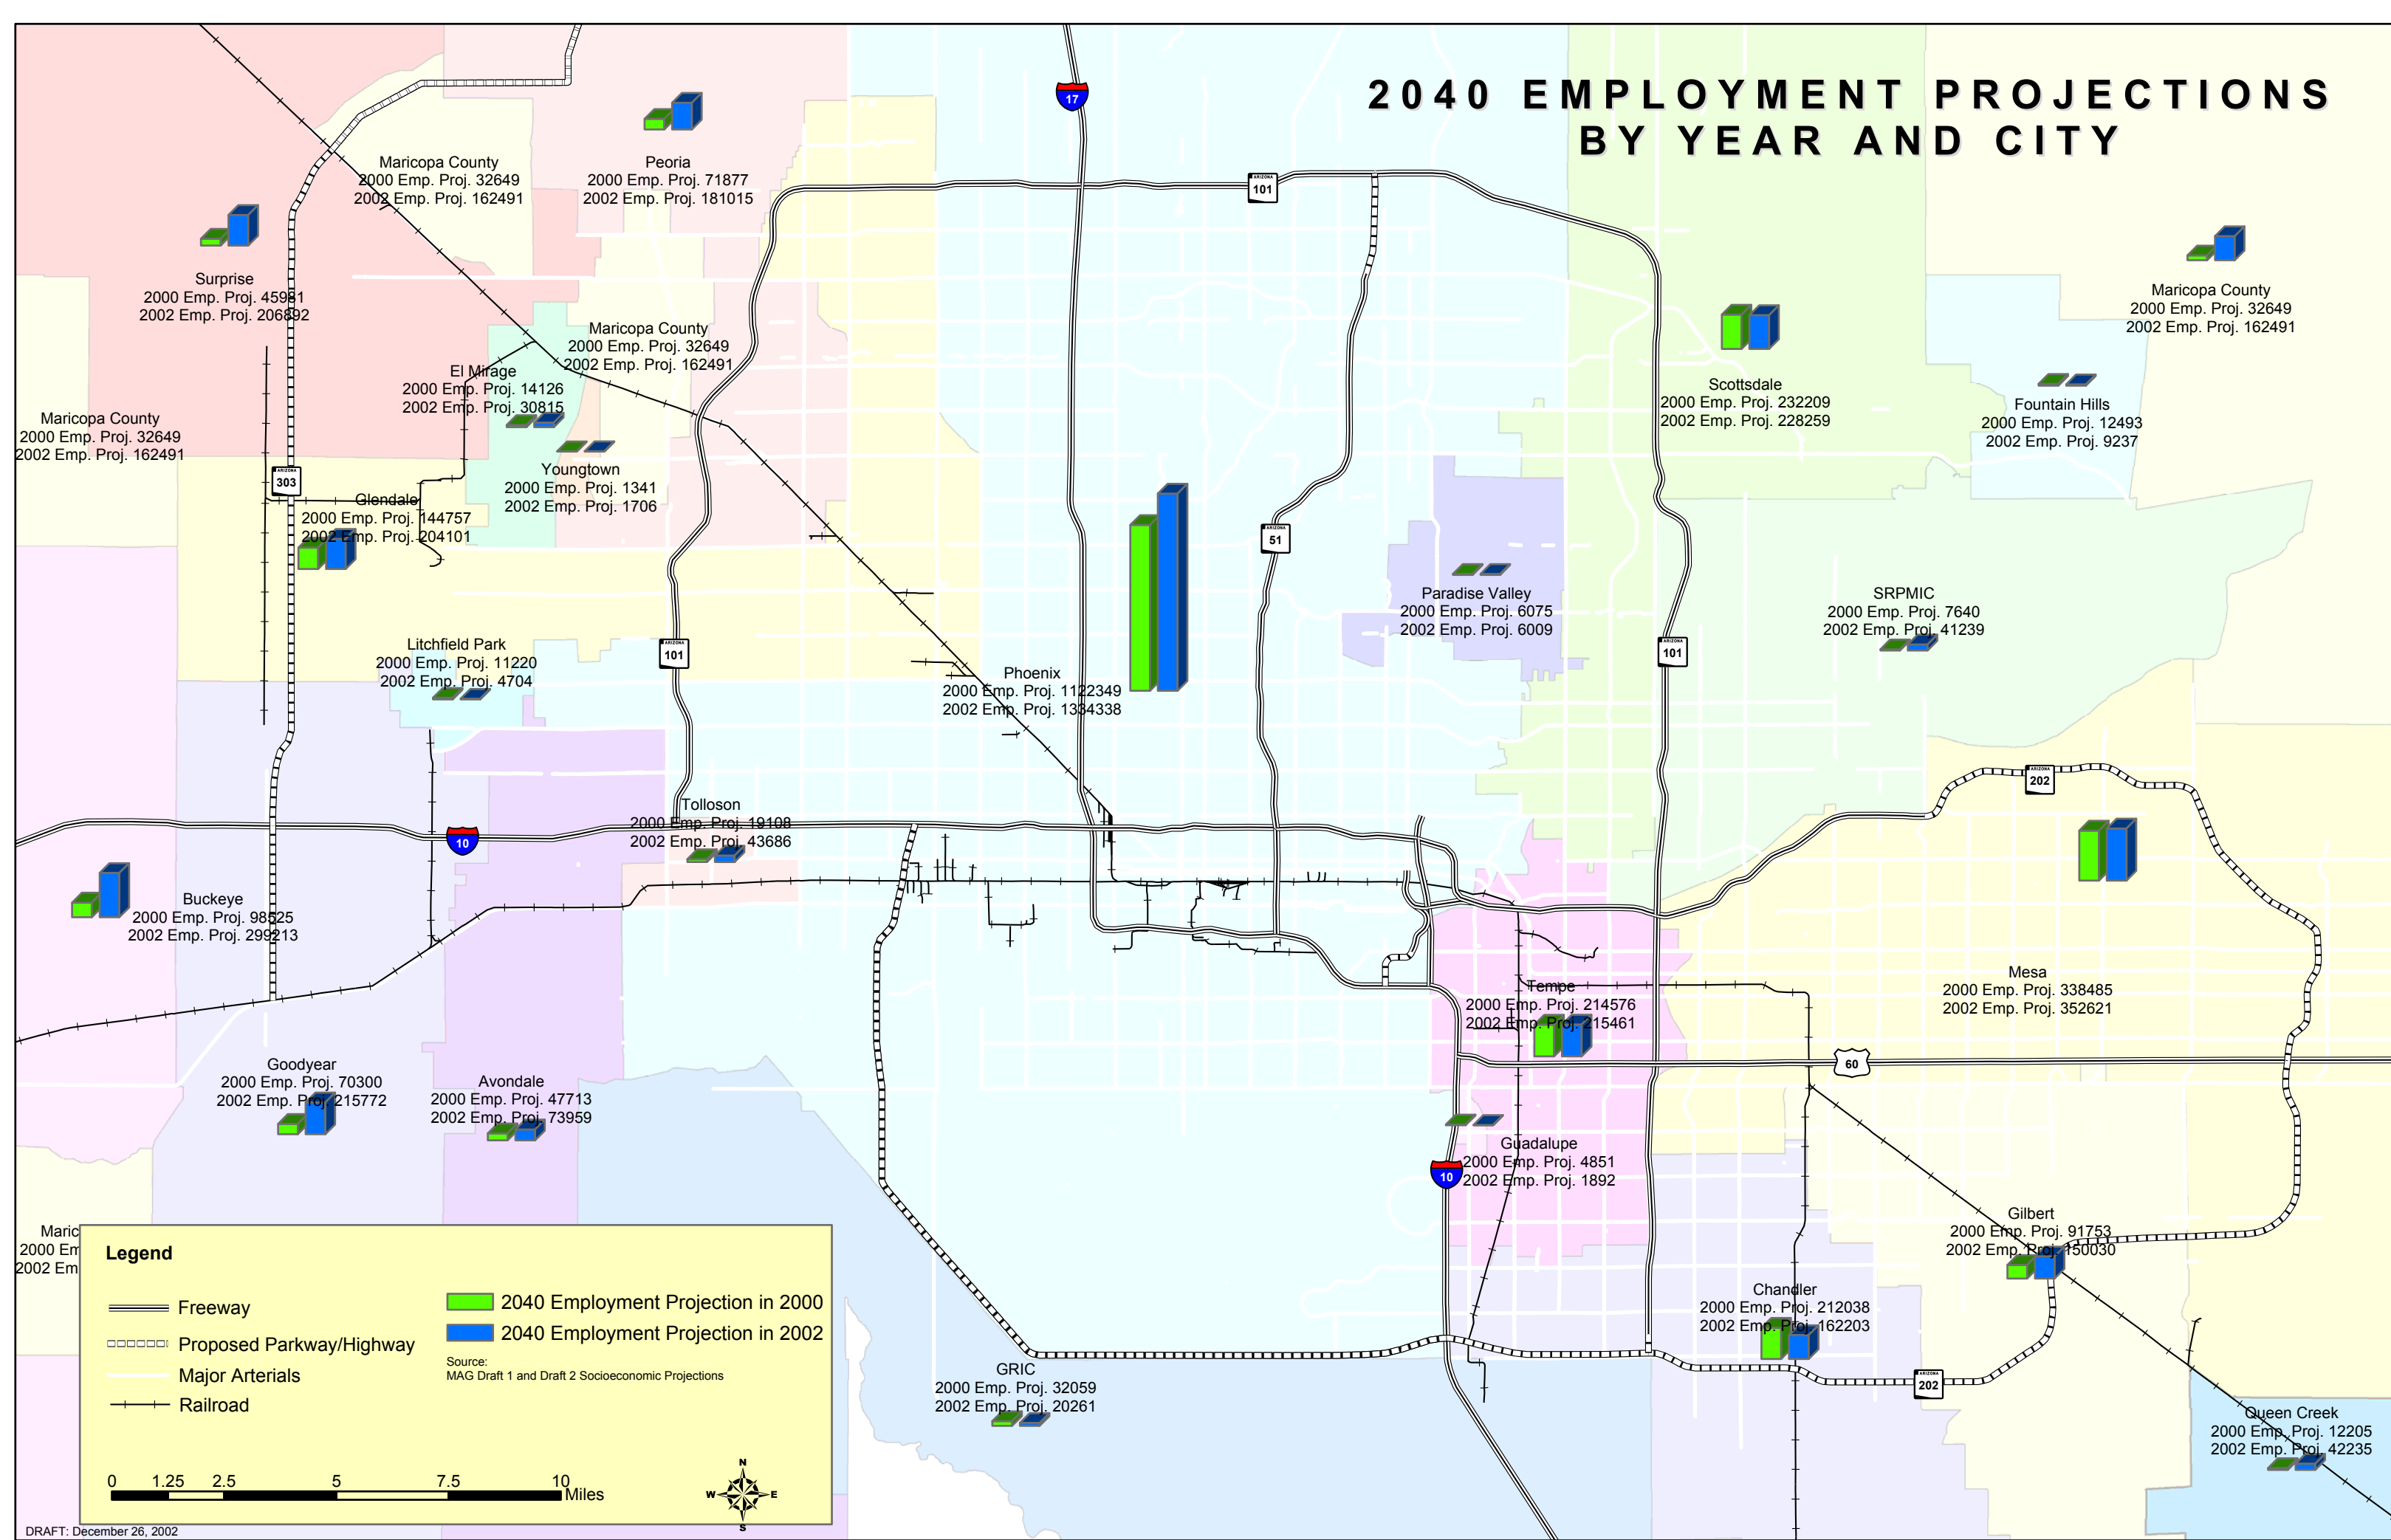 2040 EMPLOYMENT PROJECTIONS
BY YEAR AND CITY
17
Maricopa County
2000 Emp. Proj. 32649
2002 Emp. Proj. 162491
Peoria
2000 Emp. Proj. 71877
2002 Emp. Proj. 181015
ARIZONA
101
Surprise
2000 Emp. Proj. 45981
2002 Emp. Proj. 206892
Maricopa County
2000 Emp. Proj. 32649
2002 Emp. Proj. 162491
Maricopa County
2000 Emp. Proj. 32649
2002 Emp. Proj. 162491
El Mirage
2000 Emp. Proj. 14126
2002 Emp. Proj. 30815
Scottsdale
2000 Emp. Proj. 232209
2002 Emp. Proj. 228259
Fountain Hills
2000 Emp. Proj. 12493
2002 Emp. Proj. 9237
Maricopa County
2000 Emp. Proj. 32649
2002 Emp. Proj. 162491
ARIZONA
303
Youngtown
2000 Emp. Proj. 1341
2002 Emp. Proj. 1706
Glendale
2000 Emp. Proj. 144757
2002 Emp. Proj. 204101
ARIZONA
51
Paradise Valley
2000 Emp. Proj. 6075
2002 Emp. Proj. 6009
SRPMIC
2000 Emp. Proj. 7640
2002 Emp. Proj. 41239
Litchfield Park
2000 Emp. Proj. 11220
2002 Emp. Proj. 4704
ARIZONA
101
ARIZONA
101
Phoenix
2000 Emp. Proj. 1122349
2002 Emp. Proj. 1334338
ARIZONA
202
Tolloson
2000 Emp. Proj. 19108
2002 Emp. Proj. 43686
10
Buckeye
2000 Emp. Proj. 98525
2002 Emp. Proj. 299213
Mesa
2000 Emp. Proj. 338485
2002 Emp. Proj. 352621
Tempe
2000 Emp. Proj. 214576
2002 Emp. Proj. 215461
60
Goodyear
2000 Emp. Proj. 70300
2002 Emp. Proj. 215772
Avondale
2000 Emp. Proj. 47713
2002 Emp. Proj. 73959
Guadalupe
2000 Emp. Proj. 4851
2002 Emp. Proj. 1892
10
Gilbert
2000 Emp. Proj. 91753
2002 Emp. Proj. 150030
Maric
2000 Em
2002 Em
Chandler
2000 Emp. Proj. 212038
2002 Emp. Proj. 162203
GRIC
2000 Emp. Proj. 32059
2002 Emp. Proj. 20261
ARIZONA
202
Queen Creek
2000 Emp. Proj. 12205
2002 Emp. Proj. 42235
Legend
Freeway
Proposed Parkway/Highway
Major Arterials
Railroad
2040 Employment Projection in 2000
2040 Employment Projection in 2002
Source:
MAG Draft 1 and Draft 2 Socioeconomic Projections
0 1.25 2.5 5 7.5 10
Miles
N
W E
S
DRAFT: December 26, 2002